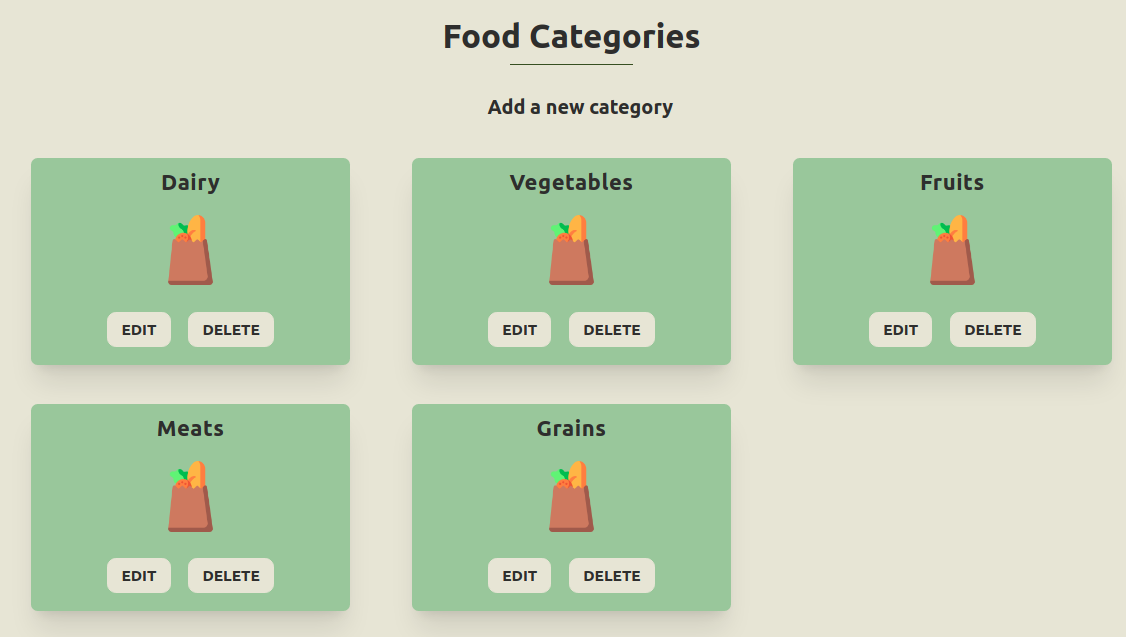 Food Categories
Add a new category
Dairy
EDIT DELETE
Vegetables
EDIT DELETE
Fruits
EDIT DELETE
Meats
EDIT DELETE
Grains
EDIT DELETE